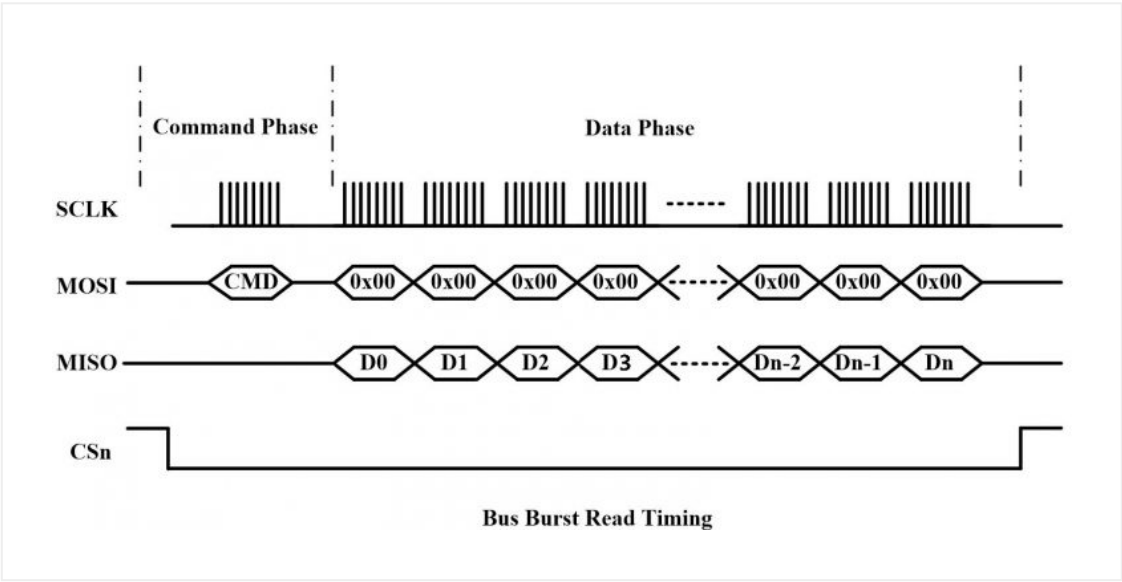 Command Phase Data Phase
SCLK
MOSI CMD 0x00 0x00 0x00 0x00 0x00 0x00 0x00
MISO D0 D1 D2 D3 Dn-2 Dn-1 Dn
CSn
Bus Burst Read Timing